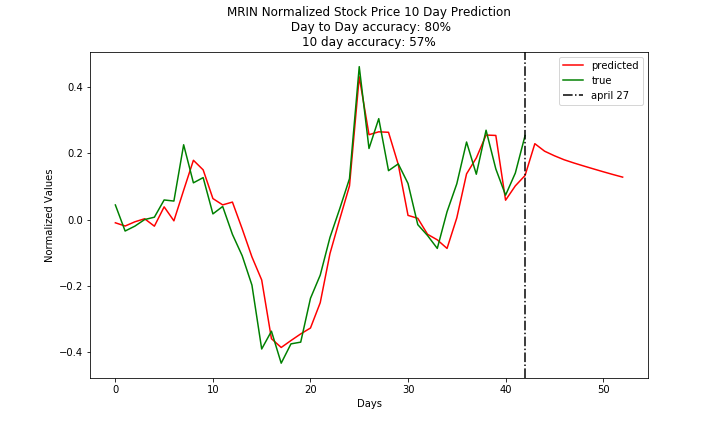 MRIN Normalized Stock Price 10 Day Prediction
Day to Day accuracy: 80%
10 day accuracy: 57%
predicted
true
april 27
Normalized Values
0.4
0.2
0.0
−0.2
−0.4
0 10 20 30 40 50
Days